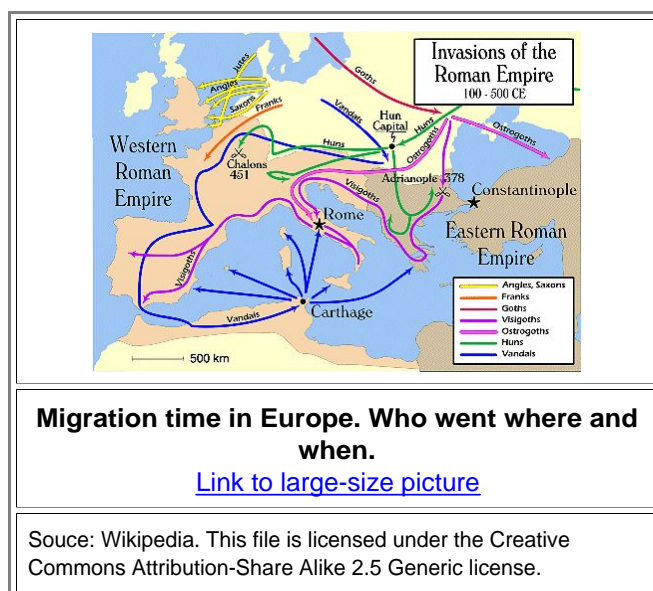 Invasions of the
Roman Empire
100 - 500 CE
Jutes
Angles
Saxons
Franks
Goths
Vandals
Hun
Capital
Huns
Huns
Ostrogoths
Ostrogoths
Western
Roman
Empire
Chalons
451
Adrianople 378
Constantinople
Visigoths
Rome
Eastern Roman
Empire
Visigoths
Carthage
Vandals
500 km
Angles, Saxons
Franks
Goths
Visigoths
Ostrogoths
Huns
Vandals
Migration time in Europe. Who went where and
when.
Link to large-size picture
Souce: Wikipedia. This file is licensed under the Creative
Commons Attribution-Share Alike 2.5 Generic license.